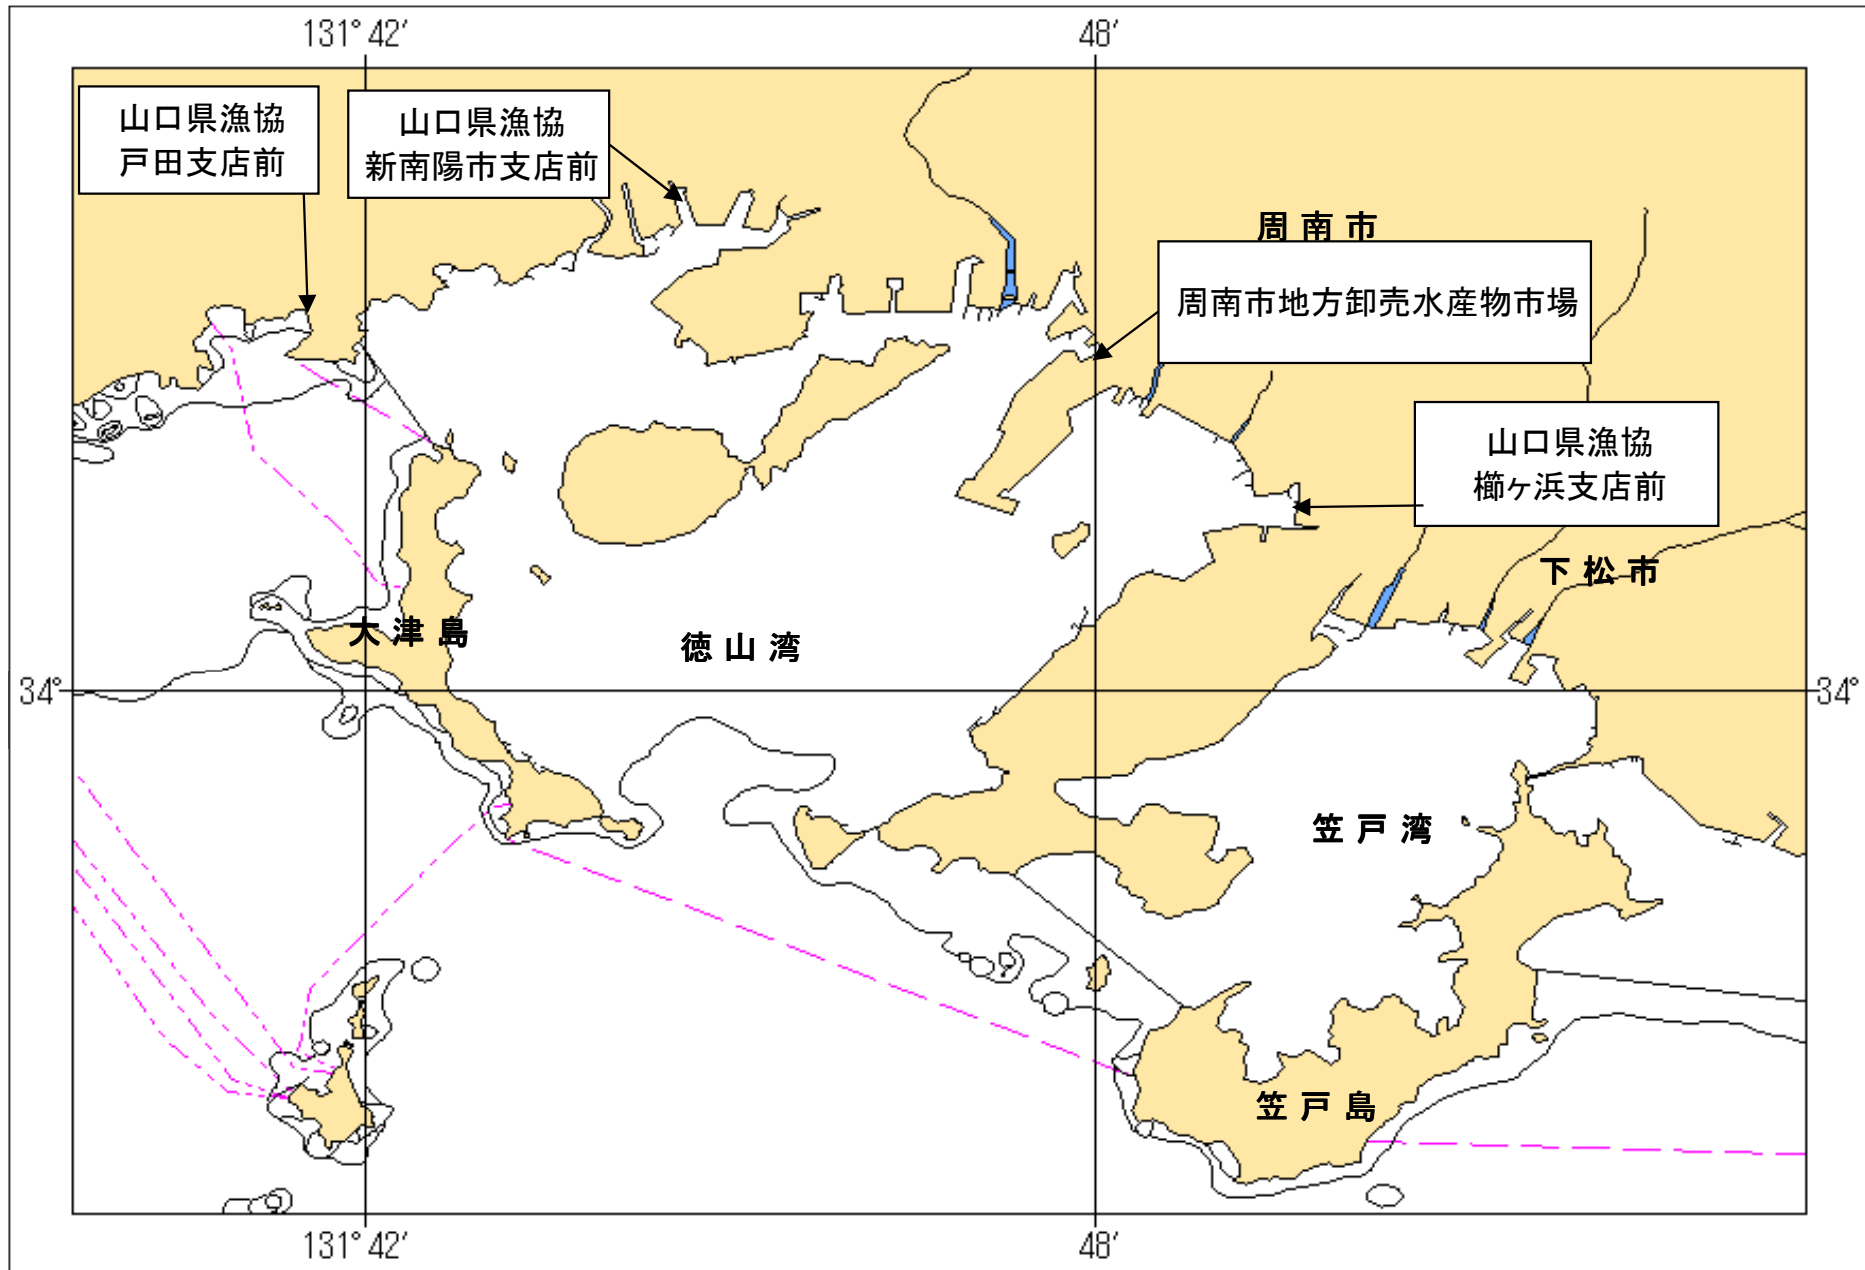 131° 42′
48′
山口県漁協
戸田支店前
山口県漁協
新南陽市支店前
周南市
周南市地方卸売水産物市場
山口県漁協
櫛ヶ浜支店前
下松市
大津島
徳山湾
34°
34°
笠戸湾
笠戸島
131° 42′
48′